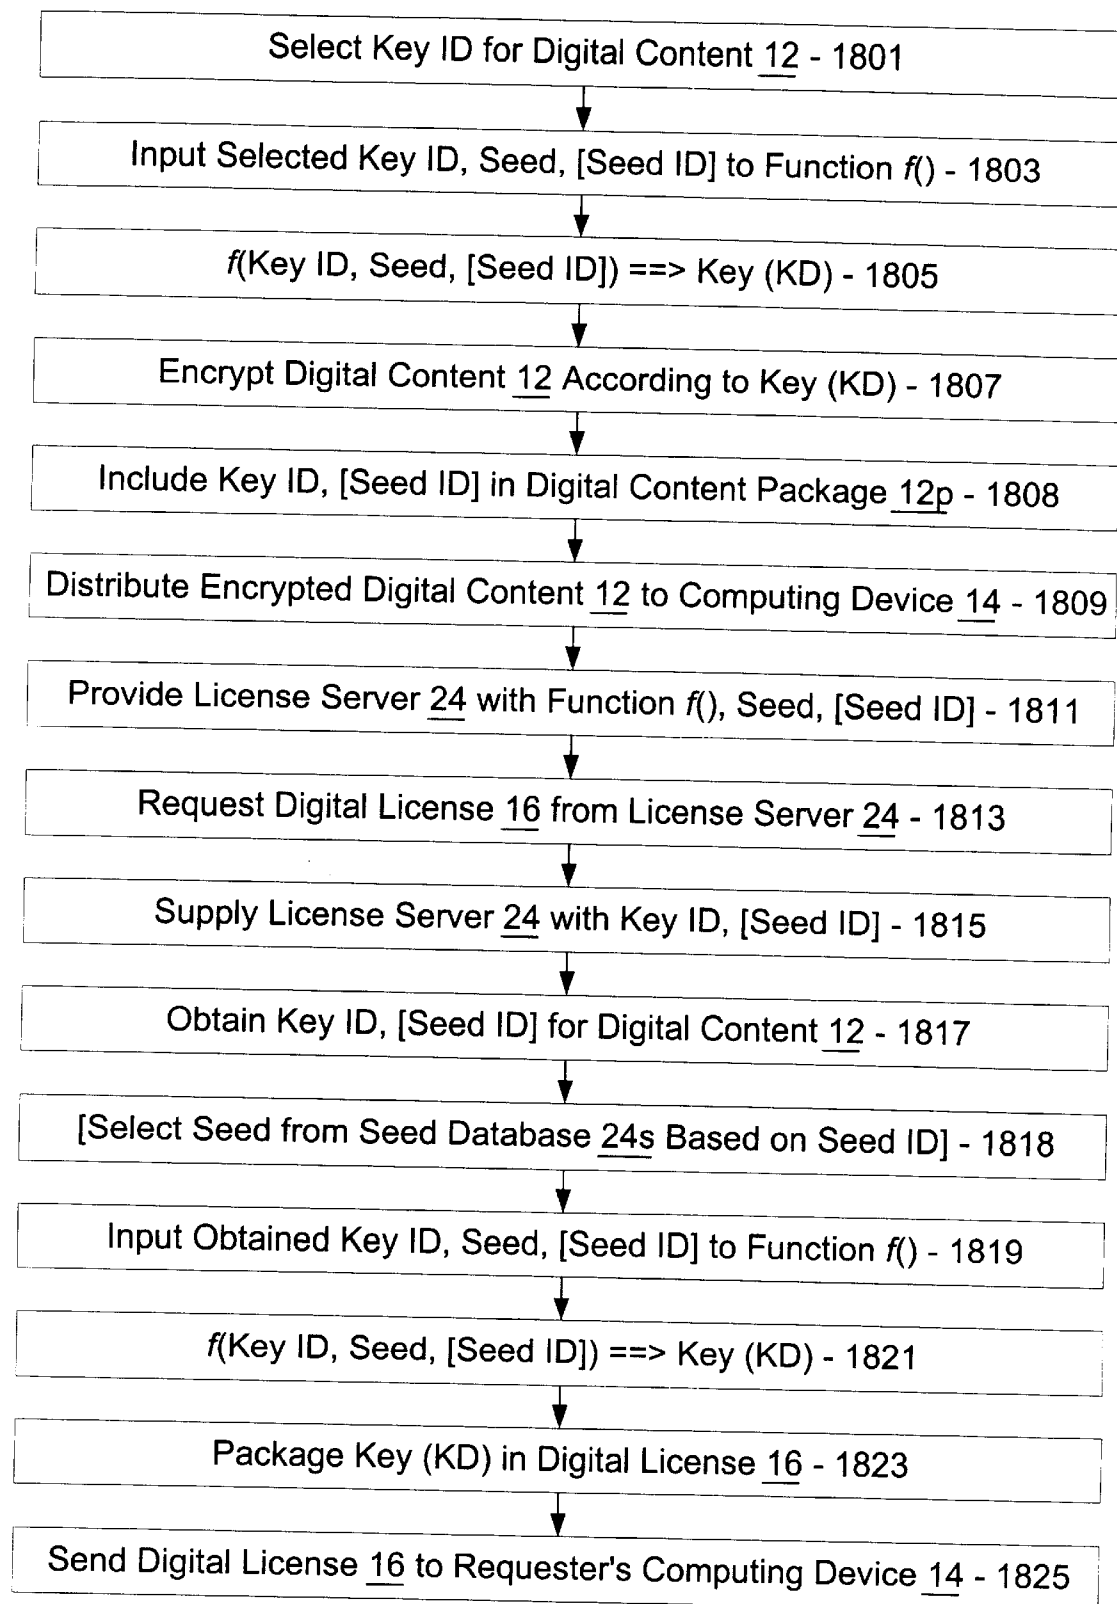 Select Key ID for Digital Content 12 - 1801
Input Selected Key ID, Seed, [Seed ID] to Function f() - 1803
f(Key ID, Seed, [Seed ID]) ==> Key (KD) - 1805
Encrypt Digital Content 12 According to Key (KD) - 1807
Include Key ID, [Seed ID] in Digital Content Package 12p - 1808
Distribute Encrypted Digital Content 12 to Computing Device 14 - 1809
Provide License Server 24 with Function f(), Seed, [Seed ID] - 1811
Request Digital License 16 from License Server 24 - 1813
Supply License Server 24 with Key ID, [Seed ID] - 1815
Obtain Key ID, [Seed ID] for Digital Content 12 - 1817
[Select Seed from Seed Database 24s Based on Seed ID] - 1818
Input Obtained Key ID, Seed, [Seed ID] to Function f() - 1819
f(Key ID, Seed, [Seed ID]) ==> Key (KD) - 1821
Package Key (KD) in Digital License 16 - 1823
Send Digital License 16 to Requester's Computing Device 14 - 1825